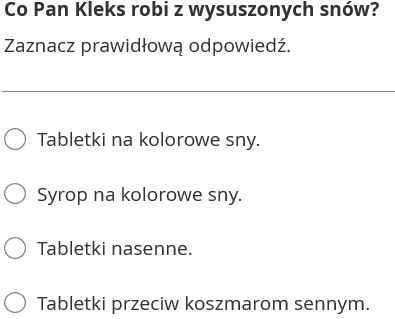 Co Pan Kleks robi z wysuszonych snów?
Zaznacz prawidłową odpowiedź.
Tabletki na kolorowe sny.
Syrop na kolorowe sny.
Tabletki nasenne.
Tabletki przeciw koszmarom sennym.